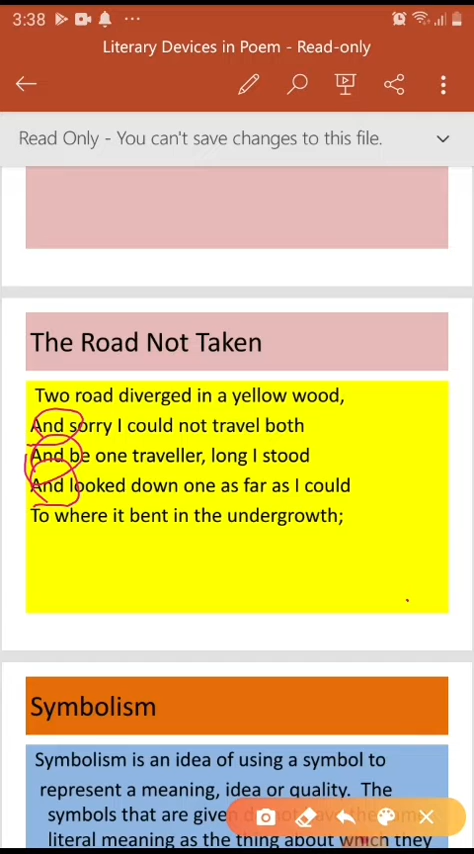 3:38
Literary Devices in Poem - Read-only
Read Only - You can't save changes to this file.
The Road Not Taken
Two road diverged in a yellow wood,
And sorry I could not travel both
And be one traveller, long I stood
And looked down one as far as I could
To where it bent in the undergrowth;
Symbolism
Symbolism is an idea of using a symbol to
represent a meaning, idea or quality. The
symbols that are given
literal meaning as the thing about which they